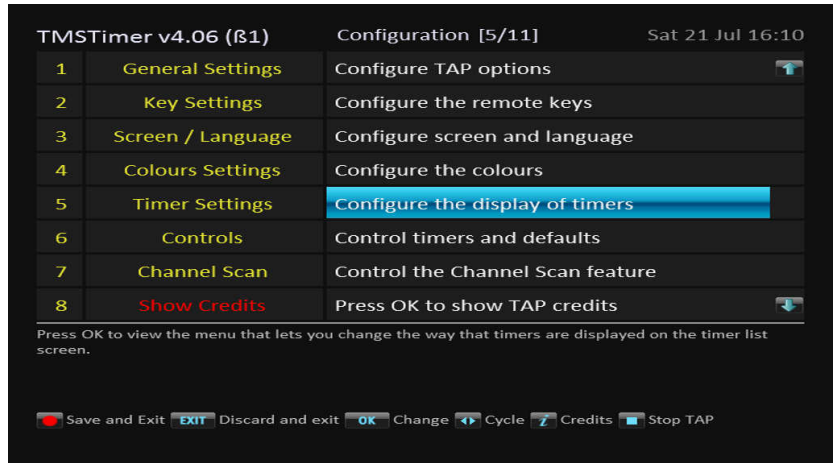 TMSTimer v4.06 (ß1) Configuration [5/11] Sat 21 Jul 16:10
1 General Settings Configure TAP options
2 Key Settings Configure the remote keys
3 Screen / Language Configure screen and language
4 Colours Settings Configure the colours
5 Timer Settings Configure the display of timers
6 Controls Control timers and defaults
7 Channel Scan Control the Channel Scan feature
8 Show Credits Press OK to show TAP credits
Press OK to view the menu that lets you change the way that timers are displayed on the timer list
screen.
Save and Exit EXIT Discard and exit OK Change Cycle i Credits Stop TAP